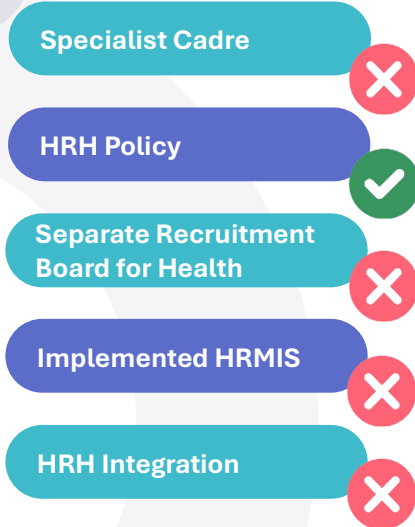 Specialist Cadre
HRH Policy
Separate Recruitment
Board for Health
Implemented HRMIS
HRH Integration